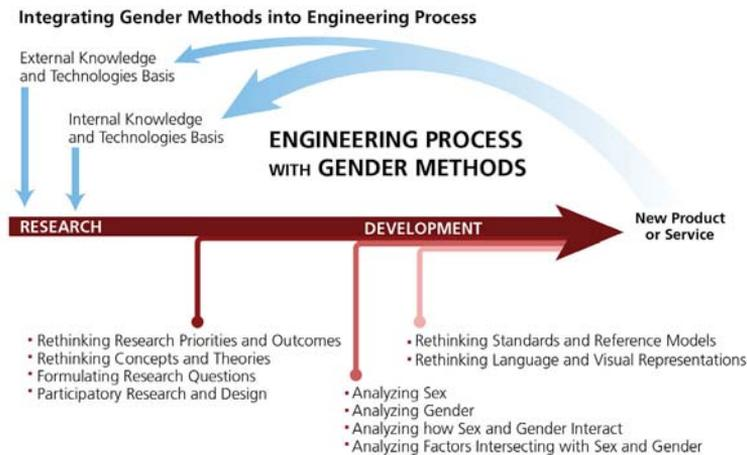 Integrating Gender Methods into Engineering Process
External Knowledge
and Technologies Basis
Internal Knowledge
and Technologies Basis
ENGINEERING PROCESS
WITH GENDER METHODS
RESEARCH
DEVELOPMENT
New Product
or Service
• Rethinking Research Priorities and Outcomes
• Rethinking Concepts and Theories
• Formulating Research Questions
• Participatory Research and Design
• Rethinking Standards and Reference Models
• Rethinking Language and Visual Representations
• Analyzing Sex
• Analyzing Gender
• Analyzing how Sex and Gender Interact
• Analyzing Factors Intersecting with Sex and Gender